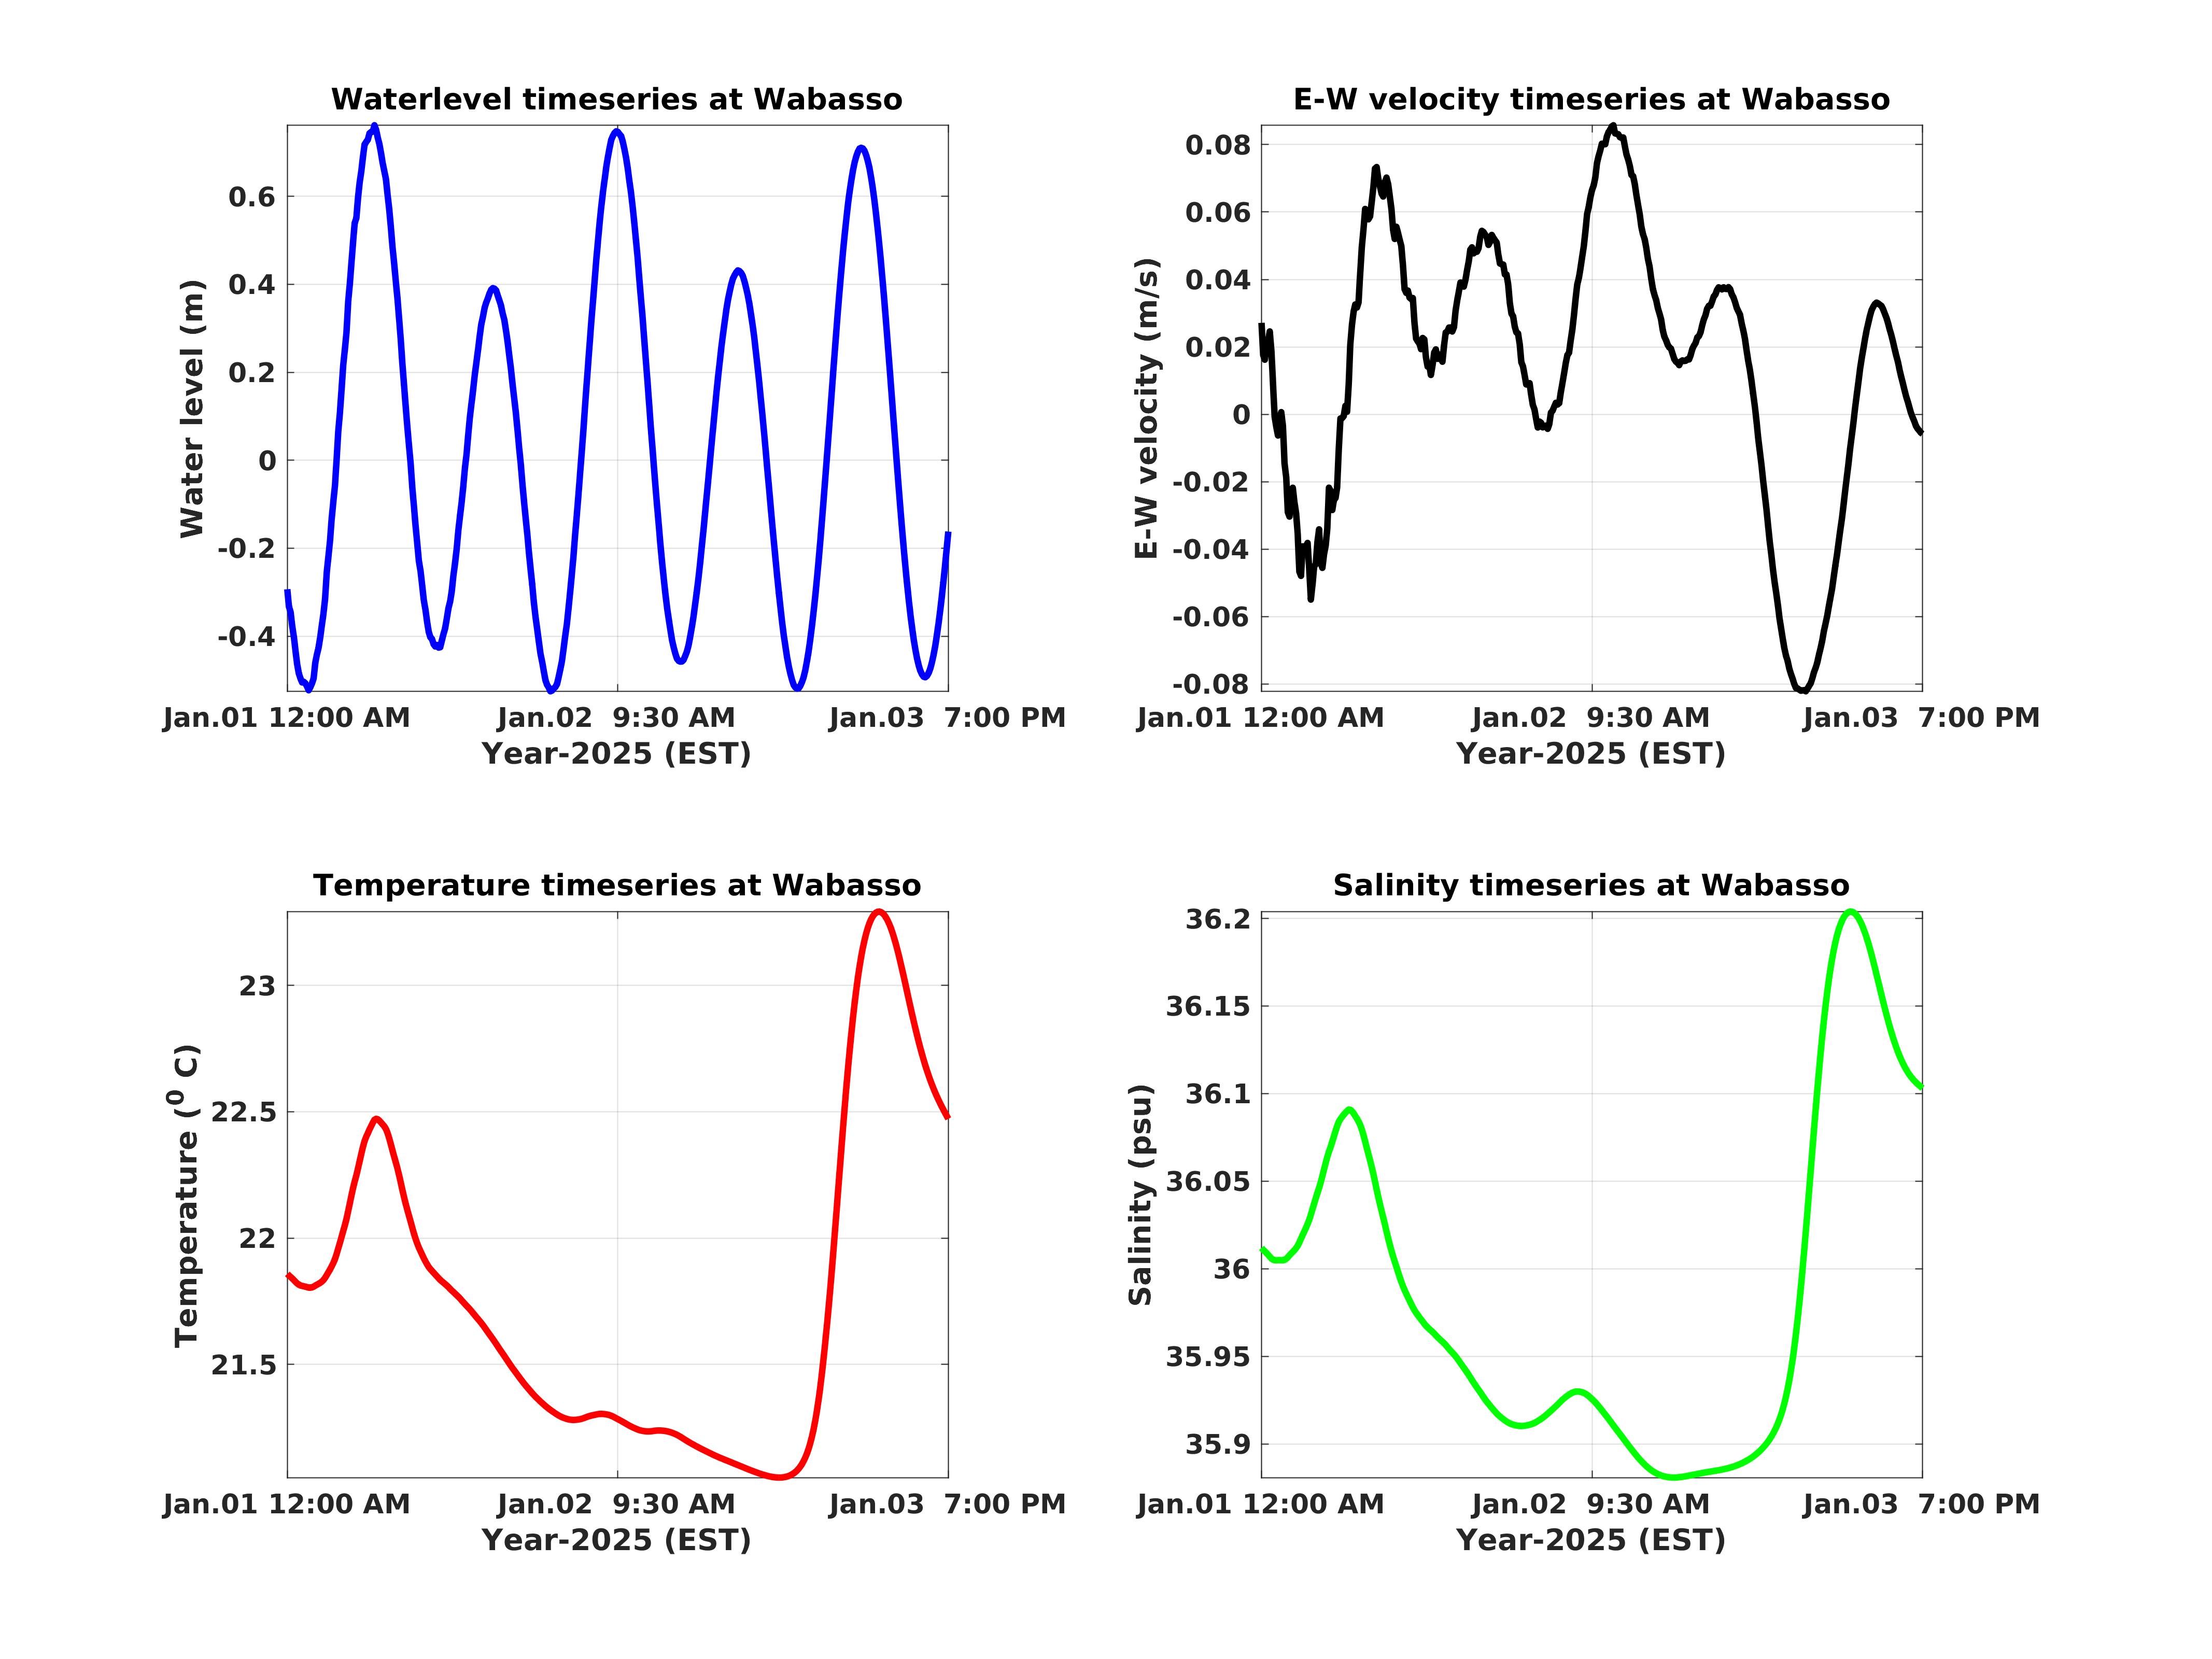 Waterlevel timeseries at Wabasso
Water level (m)
0.6
0.4
0.2
0
-0.2
-0.4
Jan.01 12:00 AM
Jan.02  9:30 AM
Jan.03  7:00 PM
Year-2025 (EST)
E-W velocity timeseries at Wabasso
E-W velocity (m/s)
0.08
0.06
0.04
0.02
0
-0.02
-0.04
-0.06
-0.08
Jan.01 12:00 AM
Jan.02  9:30 AM
Jan.03  7:00 PM
Year-2025 (EST)
Temperature timeseries at Wabasso
Temperature (⁰ C)
23
22.5
22
21.5
Jan.01 12:00 AM
Jan.02  9:30 AM
Jan.03  7:00 PM
Year-2025 (EST)
Salinity timeseries at Wabasso
Salinity (psu)
36.2
36.15
36.1
36.05
36
35.95
35.9
Jan.01 12:00 AM
Jan.02  9:30 AM
Jan.03  7:00 PM
Year-2025 (EST)